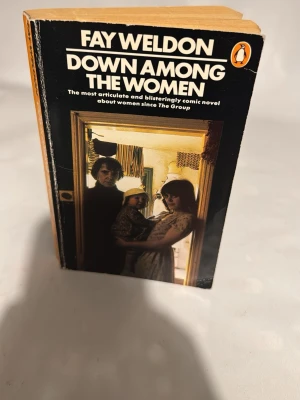 FAY WELDON
DOWN AMONG
THE WOMEN
The most articulate and blisteringly comic novel
about women since The Group